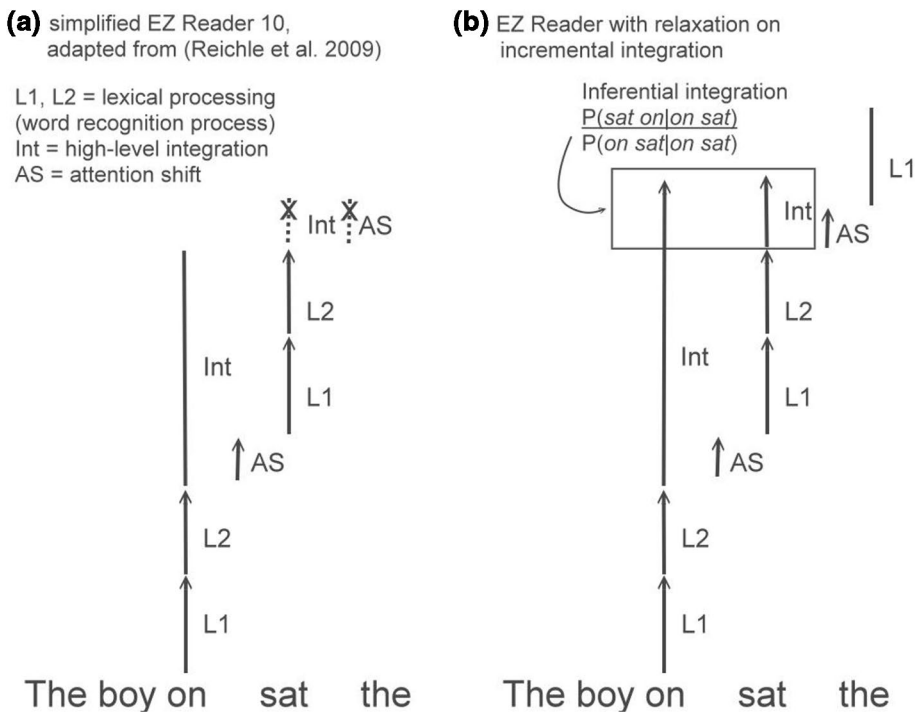 (a) simplified EZ Reader 10,
adapted from (Reichle et al. 2009)
L1, L2 = lexical processing
(word recognition process)
Int = high-level integration
AS = attention shift
X Int X AS
L2
Int
L1
AS
L2
L1
The boy on sat the
(b) EZ Reader with relaxation on
incremental integration
Inferential integration
P(sat on|on sat)
P(on sat|on sat)
L1
Int
AS
L2
Int
L1
AS
L2
L1
The boy on sat the